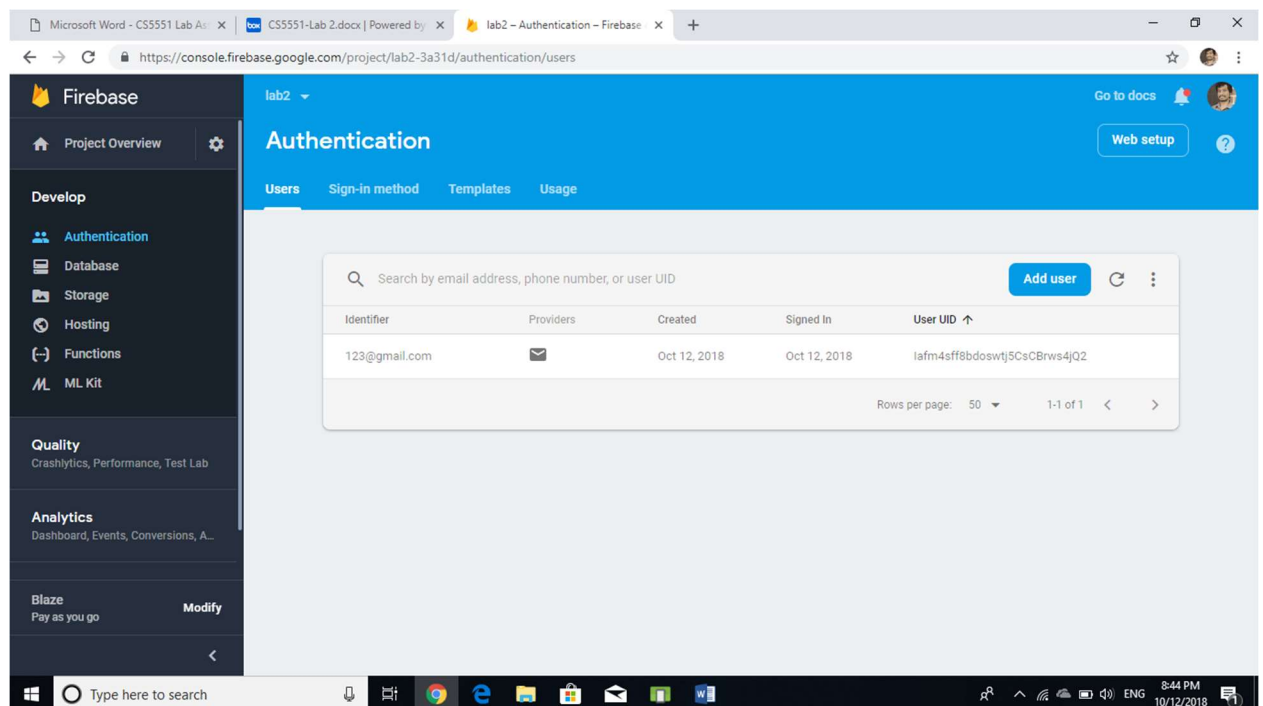 Microsoft Word - CS5551 Lab As
CS5551-Lab 2.docx | Powered by
lab2 – Authentication – Firebase
https://console.firebase.google.com/project/lab2-3a31d/authentication/users
Firebase
lab2
Go to docs
Project Overview
Authentication
Web setup
Users Sign-in method Templates Usage
Develop
Authentication
Database
Storage
Hosting
Functions
ML Kit
Quality
Crashlytics, Performance, Test Lab
Analytics
Dashboard, Events, Conversions, A...
Blaze
Pay as you go
Modify
Search by email address, phone number, or user UID
Add user
Identifier Providers Created Signed In User UID
123@gmail.com Oct 12, 2018 Oct 12, 2018 Iafm4sff8bdoswtj5CsCBrws4jQ2
Rows per page: 50 1-1 of 1
Type here to search
ENG
8:44 PM
10/12/2018